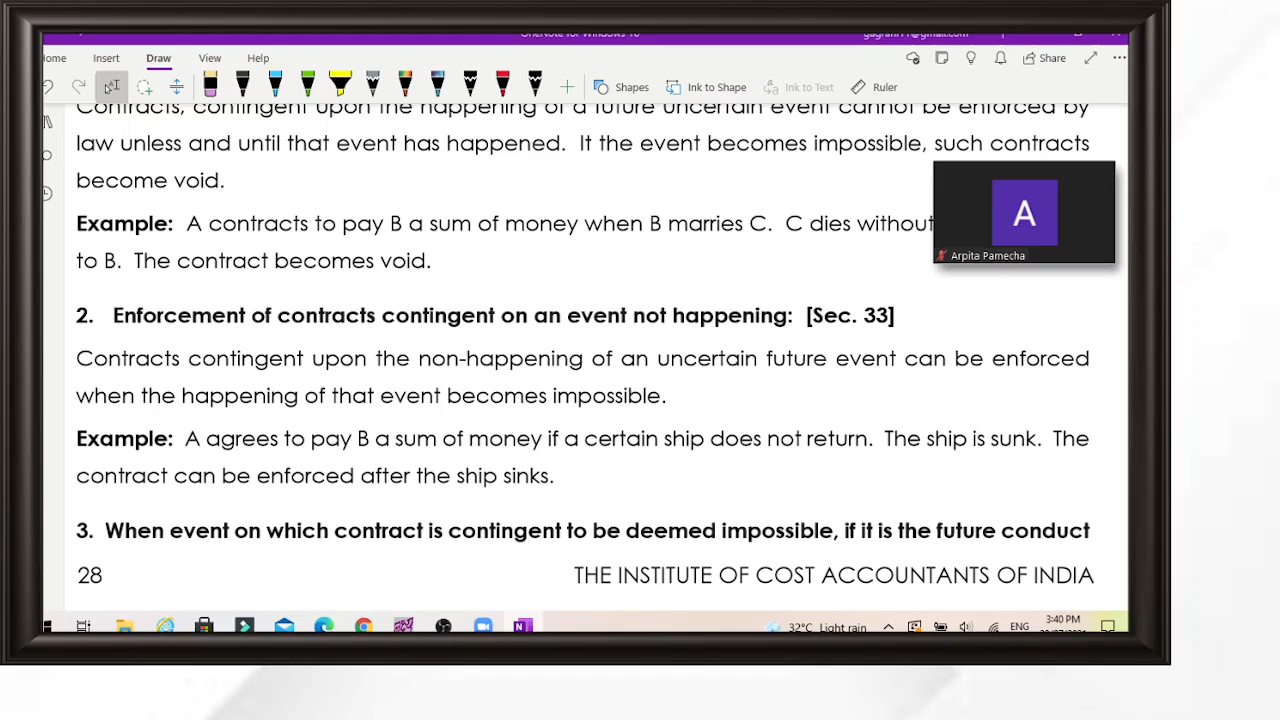 OneNote for Windows 10
Home Insert Draw View Help Share
Shapes Ink to Shape Ink to Text Ruler
Contracts, contingent upon the happening of a future uncertain event cannot be enforced by
law unless and until that event has happened. It the event becomes impossible, such contracts
become void.
Example: A contracts to pay B a sum of money when B marries C. C dies without
to B. The contract becomes void.
A
Arpita Pamecha
2. Enforcement of contracts contingent on an event not happening: [Sec. 33]
Contracts contingent upon the non-happening of an uncertain future event can be enforced
when the happening of that event becomes impossible.
Example: A agrees to pay B a sum of money if a certain ship does not return. The ship is sunk. The
contract can be enforced after the ship sinks.
3. When event on which contract is contingent to be deemed impossible, if it is the future conduct
28 THE INSTITUTE OF COST ACCOUNTANTS OF INDIA
32°C Light rain ENG 3:40 PM